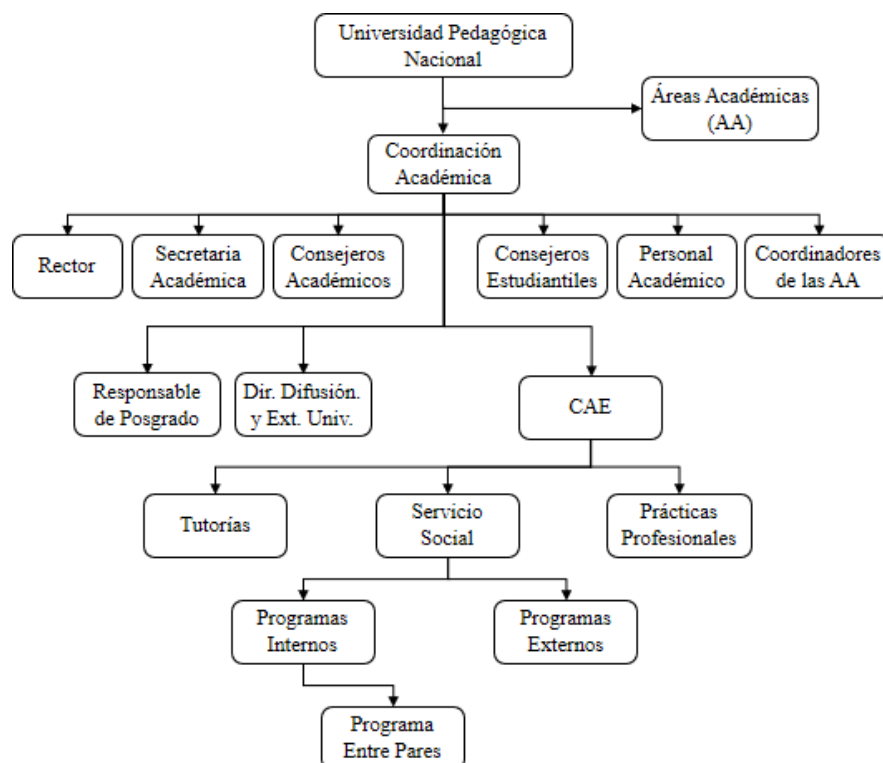 Universidad Pedagógica
Nacional
Áreas Académicas
(AA)
Coordinación
Académica
Rector
Secretaria
Académica
Consejeros
Académicos
Consejeros
Estudiantiles
Personal
Académico
Coordinadores
de las AA
Responsable
de Posgrado
Dir. Difusión.
y Ext. Univ.
CAE
Tutorías
Servicio
Social
Prácticas
Profesionales
Programas
Internos
Programas
Externos
Programa
Entre Pares